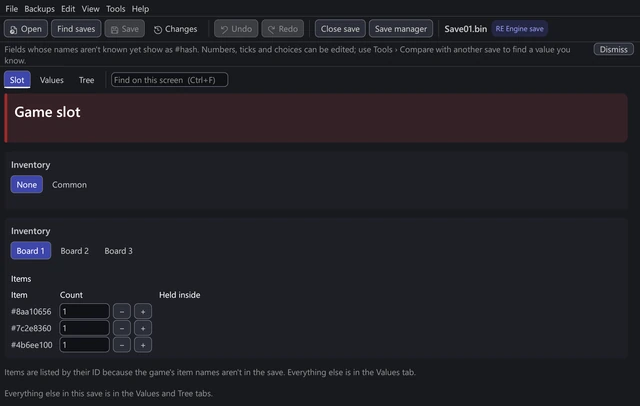 File Backups Edit View Tools Help
Open Find saves Save Changes Undo Redo Close save Save manager Save01.bin RE Engine save
Fields whose names aren't known yet show as #hash. Numbers, ticks and choices can be edited; use Tools › Compare with another save to find a value you
know.
Dismiss
Slot Values Tree Find on this screen (Ctrl+F)
Game slot
Inventory
None Common
Inventory
Board 1 Board 2 Board 3
Items
Item Count Held inside
#8aa10656 1 − +
#7c2e8360 1 − +
#4b6ee100 1 − +
Items are listed by their ID because the game's item names aren't in the save. Everything else is in the Values tab.
Everything else in this save is in the Values and Tree tabs.